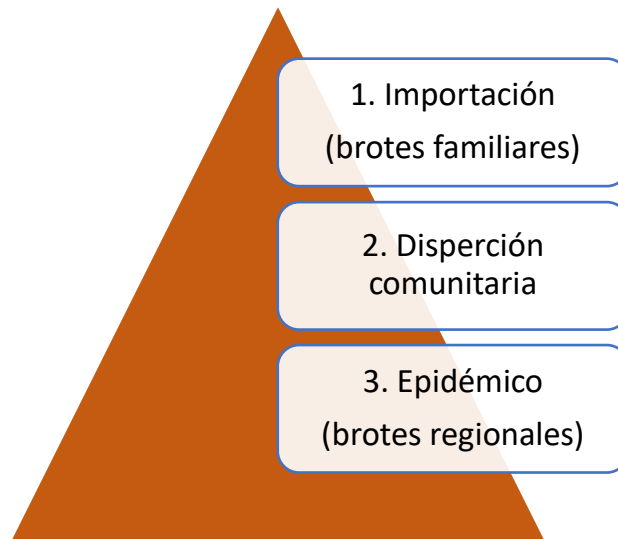 1. Importación
(brotes familiares)
2. Disperción
comunitaria
3. Epidémico
(brotes regionales)